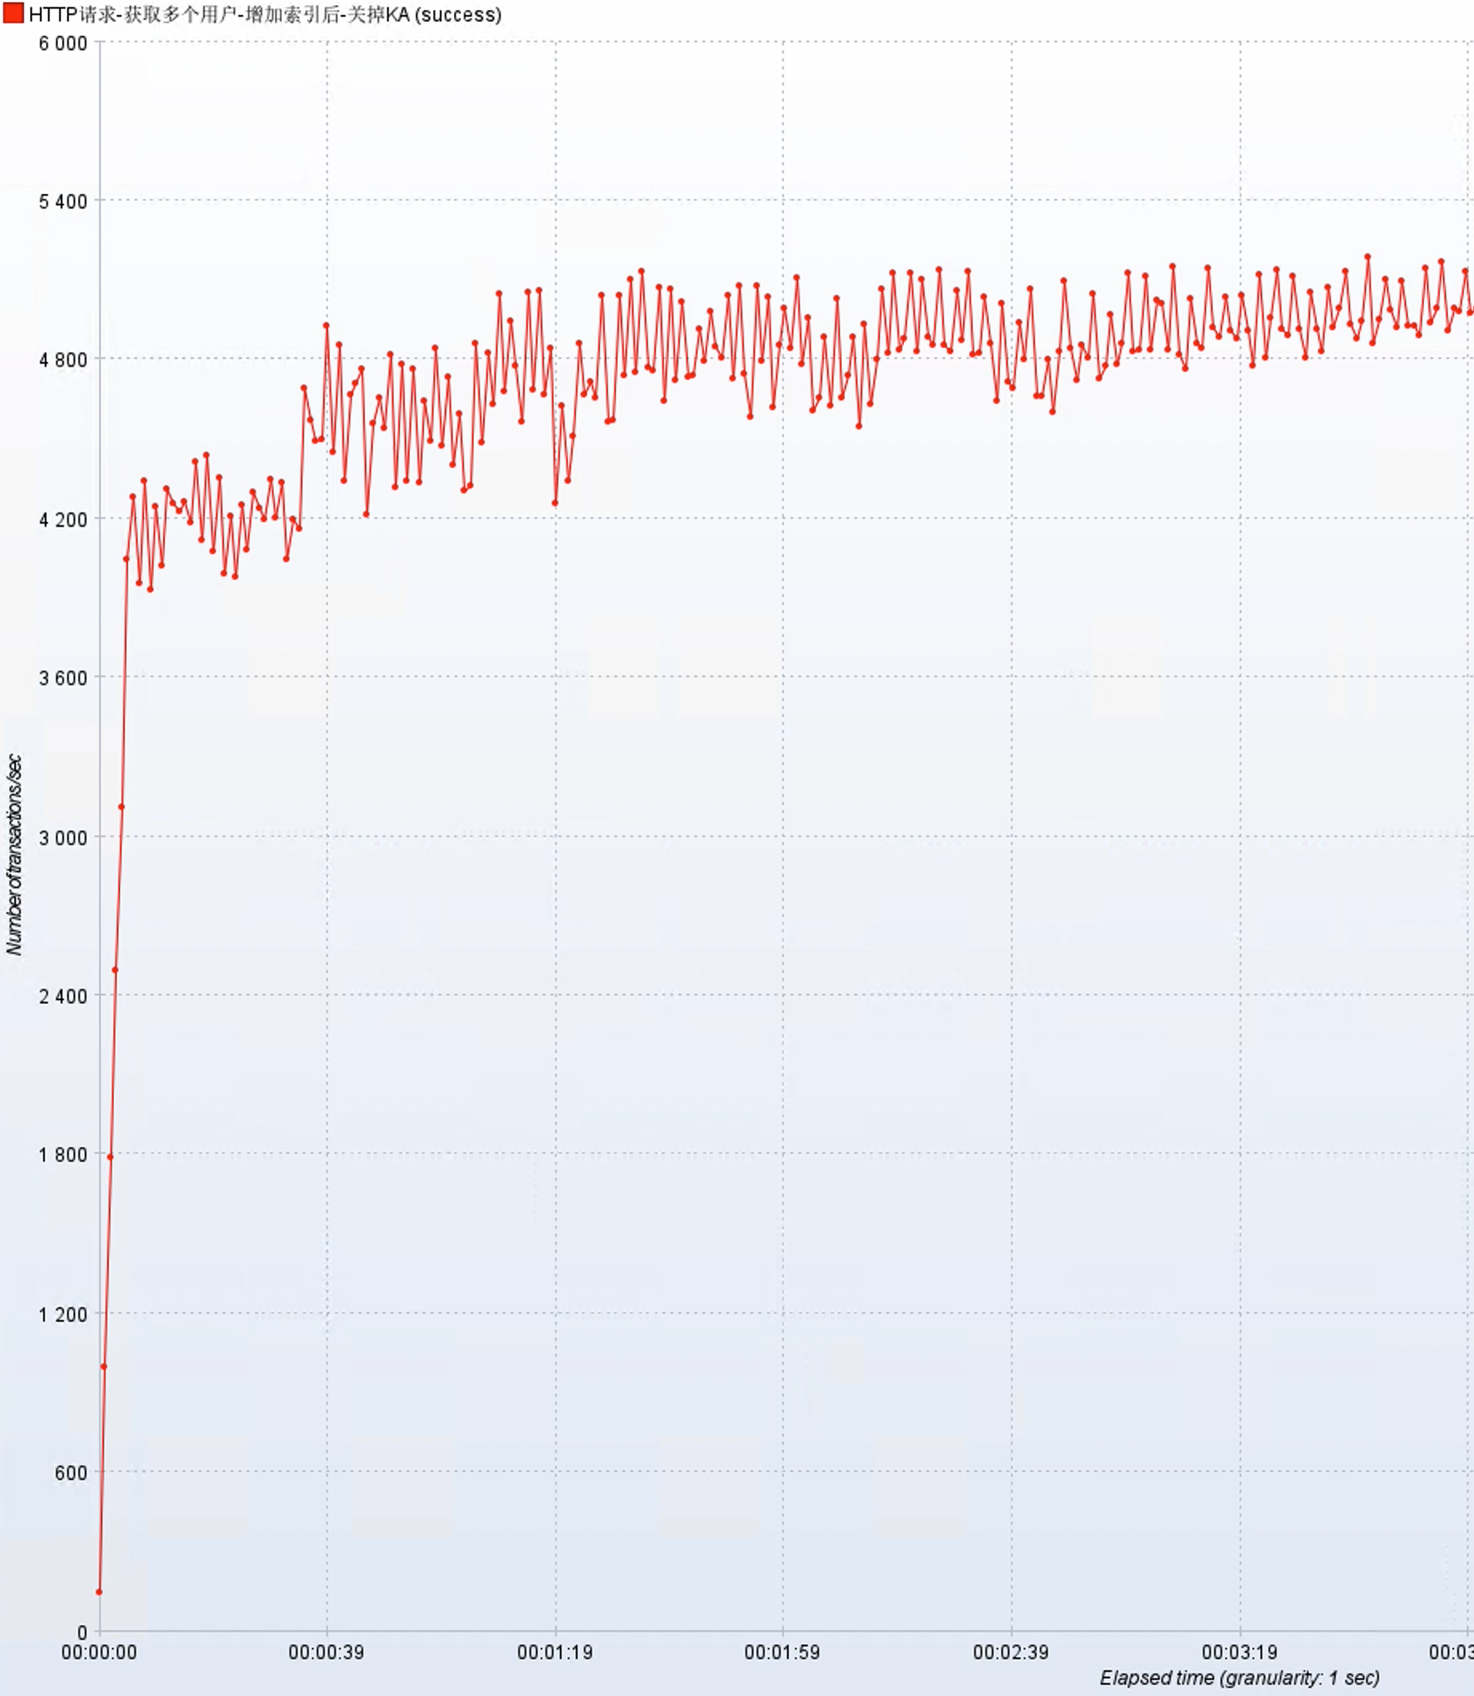 HTTP请求-获取多个用户-增加索引后-关掉KA (success)
6 000
5 400
4 800
4 200
3 600
3 000
2 400
1 800
1 200
600
0
Number of transactions/sec
00:00:00 00:00:39 00:01:19 00:01:59 00:02:39 00:03:19 00:03
Elapsed time (granularity: 1 sec)